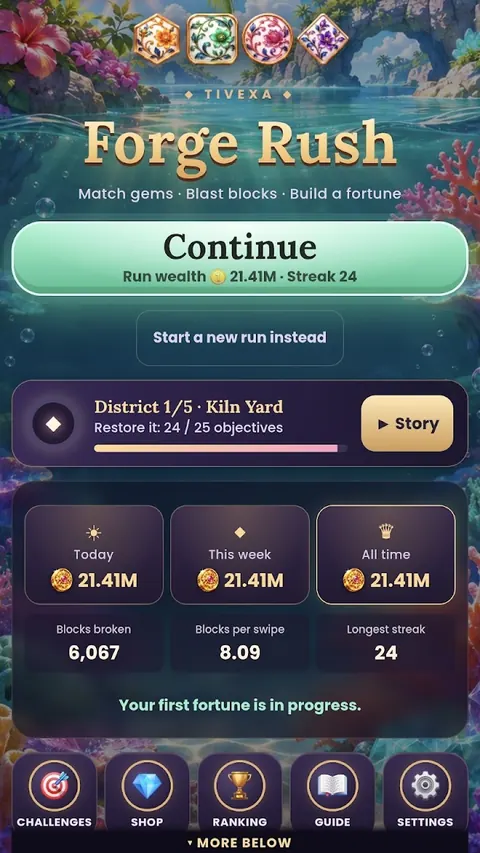 TIVEXA
Forge Rush
Match gems · Blast blocks · Build a fortune
Continue
Run wealth 21.41M · Streak 24
Start a new run instead
District 1/5 · Kiln Yard
Restore it: 24 / 25 objectives
► Story
Today
This week
All time
21.41M
21.41M
21.41M
Blocks broken
Blocks per swipe
Longest streak
6,067
8.09
24
Your first fortune is in progress.
CHALLENGES
SHOP
RANKING
GUIDE
SETTINGS
▾ MORE BELOW